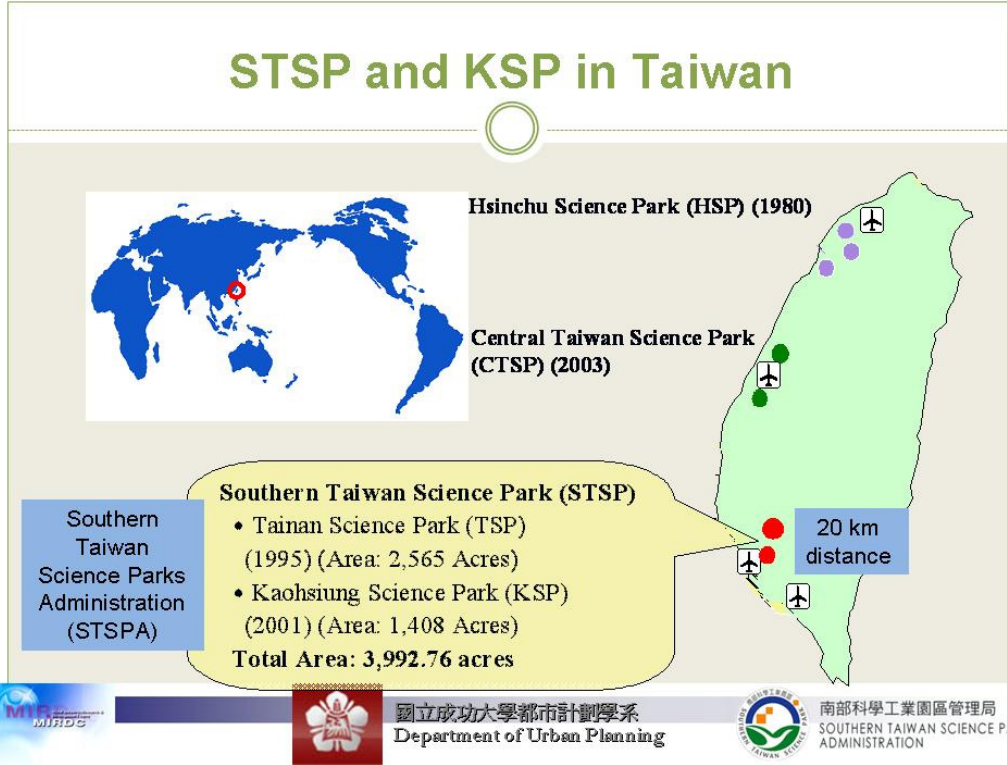 STSP and KSP in Taiwan
Hsinchu Science Park (HSP) (1980)
Central Taiwan Science Park
(CTSP) (2003)
Southern Taiwan Science Park (STSP)
• Tainan Science Park (TSP)
(1995) (Area: 2,565 Acres)
• Kaohsiung Science Park (KSP)
(2001) (Area: 1,408 Acres)
Total Area: 3,992.76 acres
Southern
Taiwan
Science Parks
Administration
(STSPA)
20 km
distance
MIRDC
國立成功大學都市計劃學系
Department of Urban Planning
南部科學工業園區管理局
SOUTHERN TAIWAN SCIENCE P
ADMINISTRATION